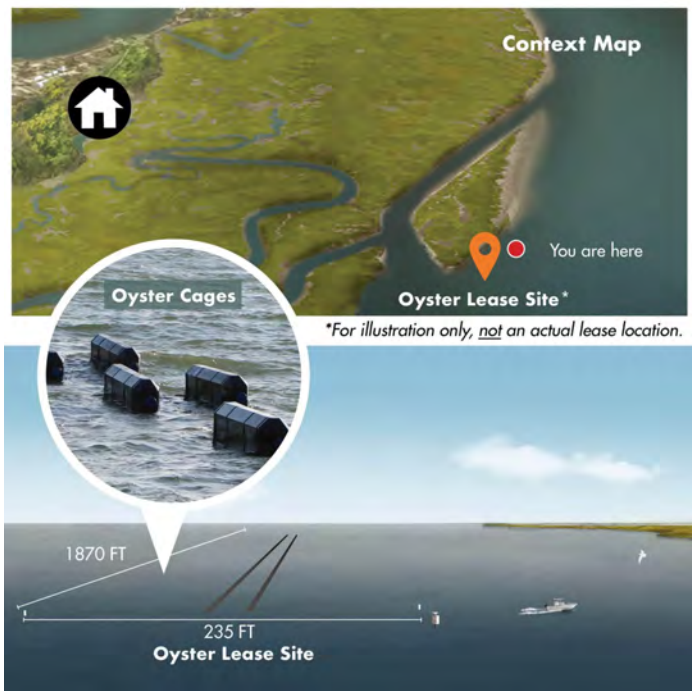 Context Map
You are here
Oyster Lease Site*
*For illustration only, not an actual lease location.
Oyster Cages
1870 FT
235 FT
Oyster Lease Site